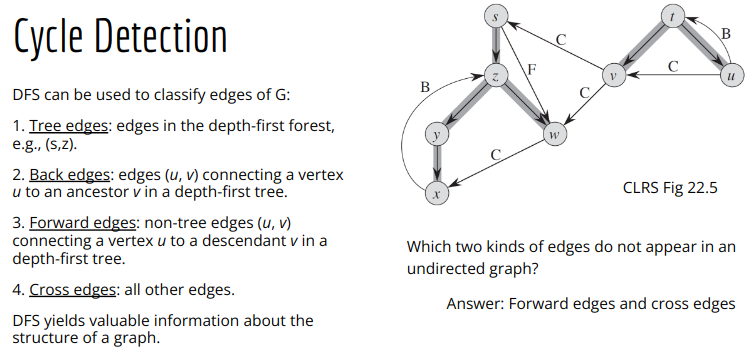 Cycle Detection
DFS can be used to classify edges of G:
1. Tree edges: edges in the depth-first forest,
e.g., (s,z).
2. Back edges: edges (u, v) connecting a vertex
u to an ancestor v in a depth-first tree.
3. Forward edges: non-tree edges (u, v)
connecting a vertex u to a descendant v in a
depth-first tree.
4. Cross edges: all other edges.
DFS yields valuable information about the
structure of a graph.
s
t
C
B
F
C
B
z
v
u
C
y
w
C
x
CLRS Fig 22.5
Which two kinds of edges do not appear in an
undirected graph?
Answer: Forward edges and cross edges